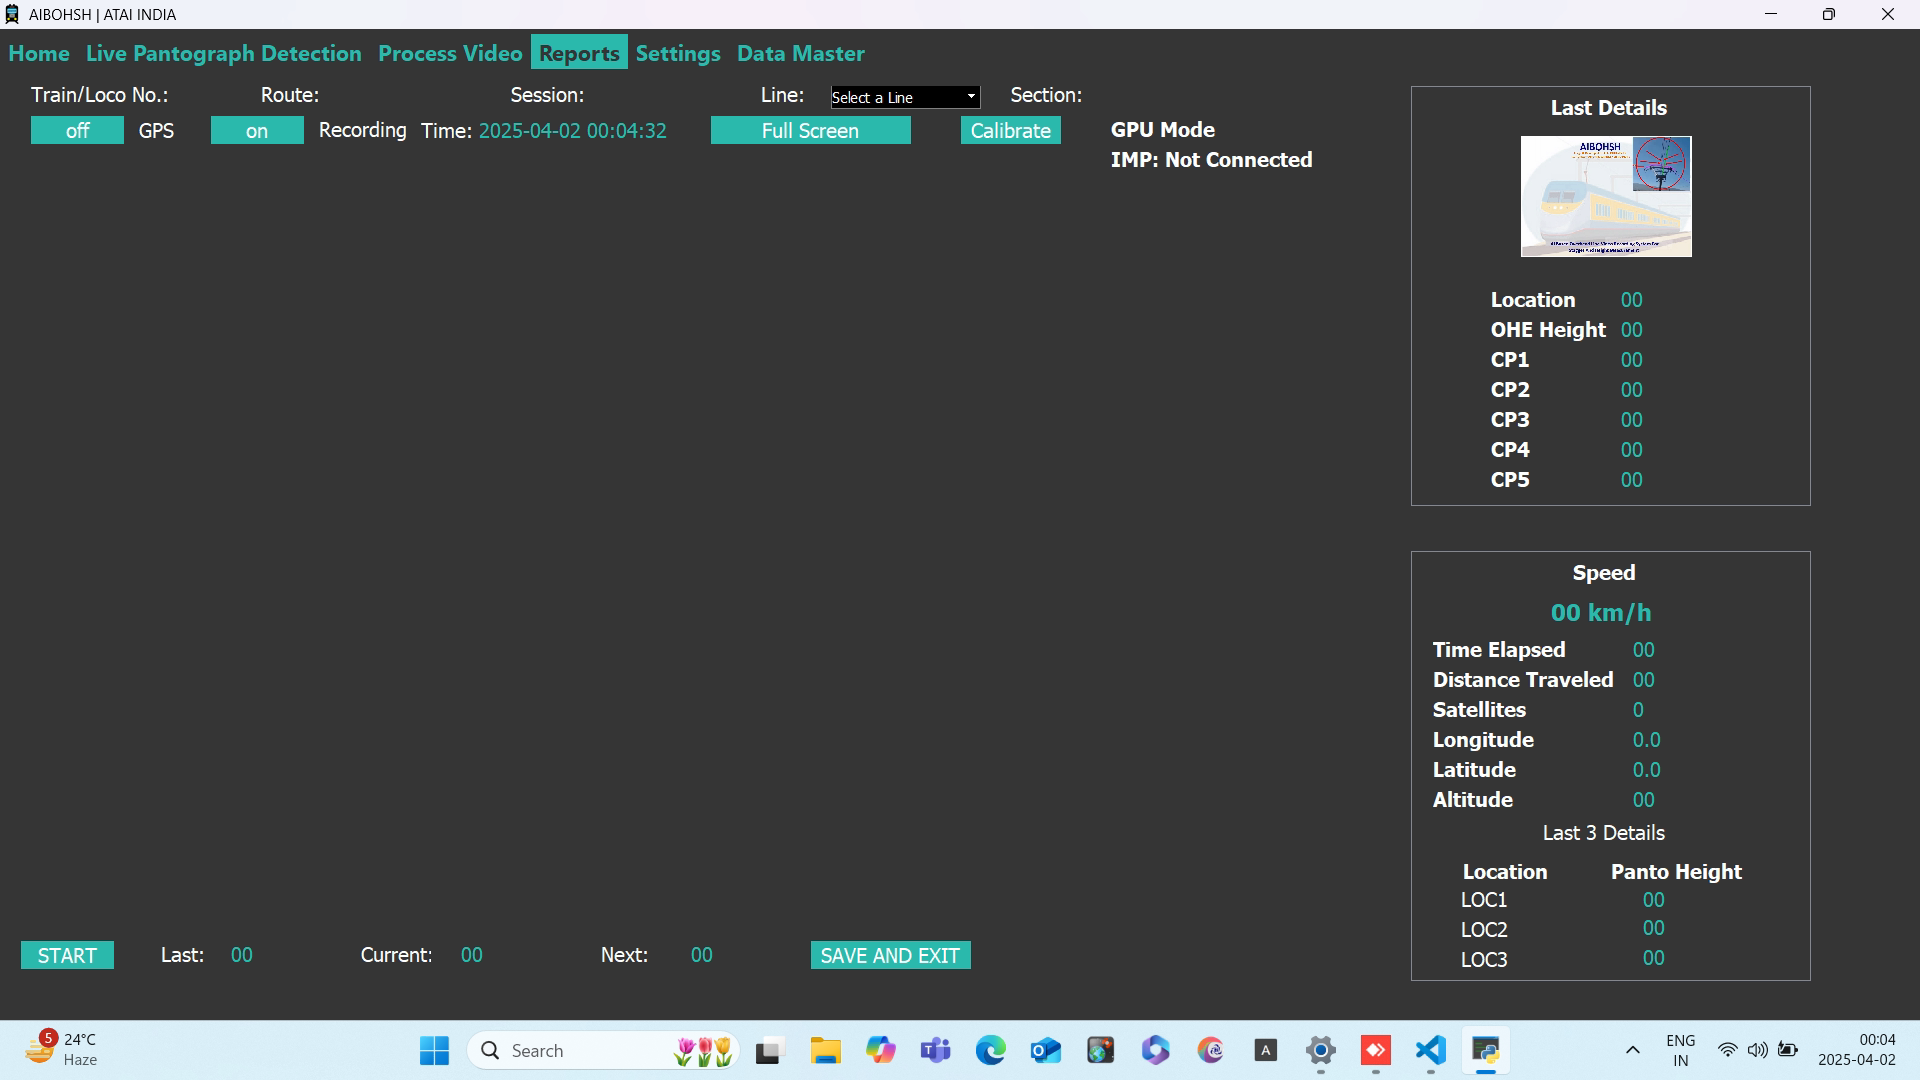 AIBOHSH | ATAI INDIA
Home Live Pantograph Detection Process Video Reports Settings Data Master
Train/Loco No.: Route: Session: Line: Select a Line Section:
off GPS on Recording Time: 2025-04-02 00:04:32 Full Screen Calibrate GPU Mode
IMP: Not Connected
Last Details
AIBOHSH
Location 00
OHE Height 00
CP1 00
CP2 00
CP3 00
CP4 00
CP5 00
Speed
00 km/h
Time Elapsed 00
Distance Traveled 00
Satellites 0
Longitude 0.0
Latitude 0.0
Altitude 00
Last 3 Details
Location Panto Height
LOC1 00
LOC2 00
LOC3 00
START Last: 00 Current: 00 Next: 00 SAVE AND EXIT
5 24°C
Haze
Search
A
ENG
IN
00:04
2025-04-02